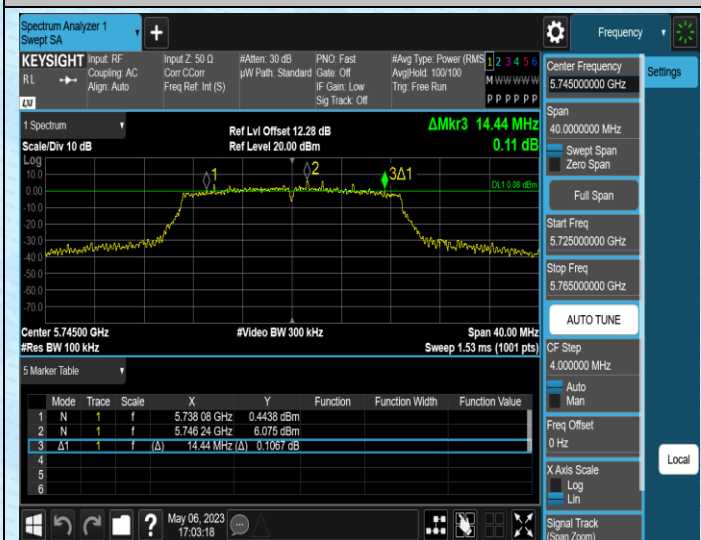 Spectrum Analyzer 1
Swept SA
+
Frequency
KEYSIGHT
RL
LXI
Input: RF
Coupling: AC
Align: Auto
Input Z: 50 Ω
Corr CCorr
Freq Ref: Int (S)
#Atten: 30 dB
µW Path: Standard
PNO: Fast
Gate: Off
IF Gain: Low
Sig Track: Off
#Avg Type: Power (RMS
Avg|Hold: 100/100
Trig: Free Run
1 2 3 4 5 6
M W W W W W
P P P P P P
1 Spectrum
Scale/Div 10 dB
Ref Lvl Offset 12.28 dB
Ref Level 20.00 dBm
ΔMkr3 14.44 MHz
0.11 dB
Log
10.0
0.00
-10.0
-20.0
-30.0
-40.0
-50.0
-60.0
-70.0
1
2
3Δ1
DL1 0.08 dBm
Center 5.74500 GHz
#Res BW 100 kHz
#Video BW 300 kHz
Span 40.00 MHz
Sweep 1.53 ms (1001 pts)
5 Marker Table
Mode Trace Scale X Y Function Function Width Function Value
1 N 1 f 5.738 08 GHz 0.4438 dBm
2 N 1 f 5.746 24 GHz 6.075 dBm
3 Δ1 1 f (Δ) 14.44 MHz (Δ) 0.1067 dB
4
5
6
?
May 06, 2023
17:03:18
Center Frequency
5.745000000 GHz
Span
40.0000000 MHz
Swept Span
Zero Span
Full Span
Start Freq
5.725000000 GHz
Stop Freq
5.765000000 GHz
AUTO TUNE
CF Step
4.000000 MHz
Auto
Man
Freq Offset
0 Hz
X Axis Scale
Log
Lin
Signal Track
(Span Zoom)
Settings
Local